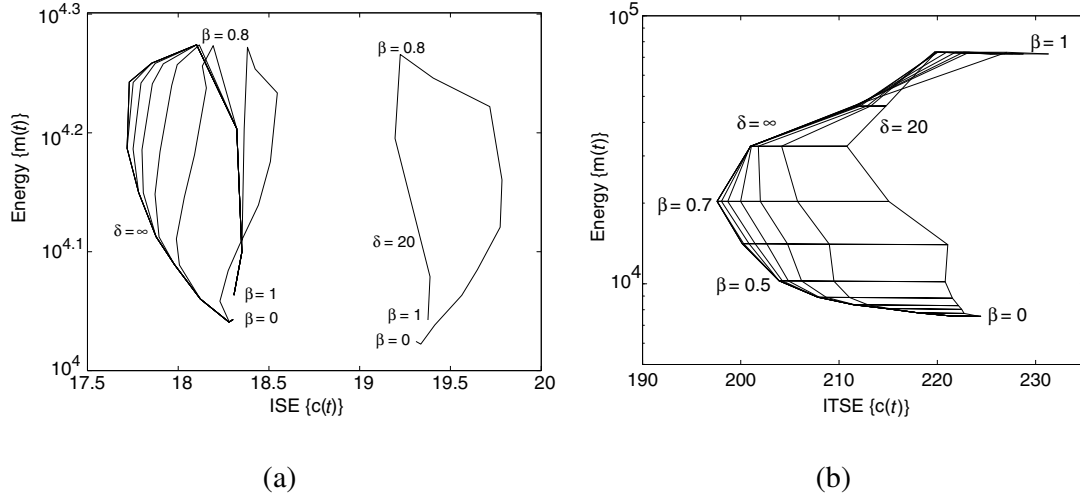 10^4.3
10^4.2
10^4.1
10^4
Energy {m(t)}
β = 0.8
β = 0.8
δ = ∞
δ = 20
β = 1
β = 0
β = 1
β = 0
17.5 18 18.5 19 19.5 20
ISE {c(t)}
(a)
10^5
10^4
Energy {m(t)}
β = 1
δ = ∞
δ = 20
β = 0.7
β = 0.5
β = 0
190 200 210 220 230
ITSE {c(t)}
(b)